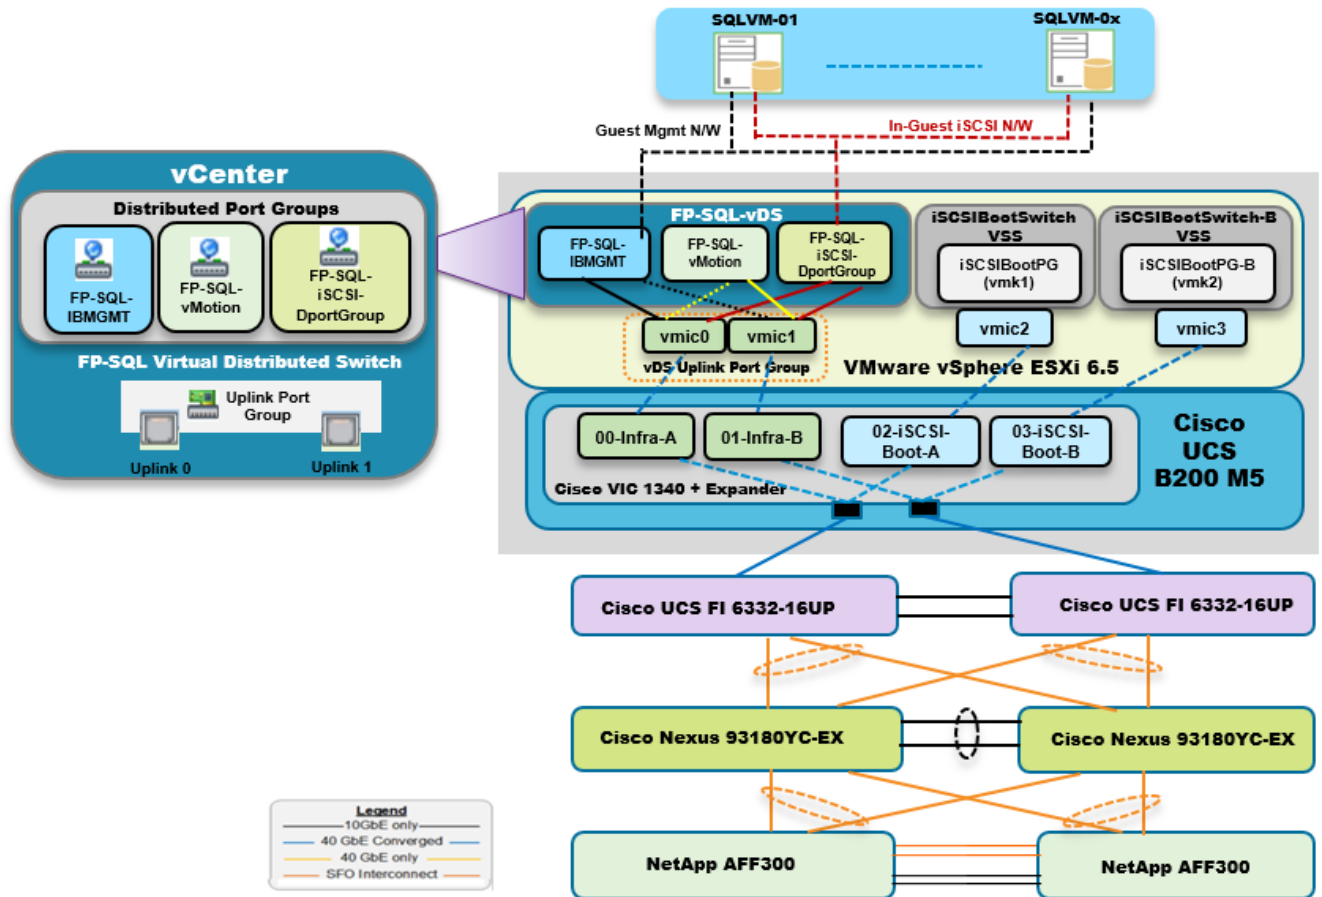 SQLVM-01
SQLVM-0x
Guest Mgmt N/W
In-Guest iSCSI N/W
vCenter
Distributed Port Groups
FP-SQL-
IBMGMT
FP-SQL-
vMotion
FP-SQL-
iSCSI-
DportGroup
FP-SQL Virtual Distributed Switch
Uplink Port
Group
Uplink 0
Uplink 1
FP-SQL-vDS
FP-SQL-
IBMGMT
FP-SQL-
vMotion
FP-SQL-
iSCSI-
DportGroup
iSCSIBootSwitch
VSS
iSCSIBootPG
(vmk1)
iSCSIBootSwitch-B
VSS
iSCSIBootPG-B
(vmk2)
vmic0
vmic1
vmic2
vmic3
vDS Uplink Port Group
VMware vSphere ESXi 6.5
00-Infra-A
01-Infra-B
02-iSCSI-
Boot-A
03-iSCSI-
Boot-B
Cisco VIC 1340 + Expander
Cisco
UCS
B200 M5
Cisco UCS FI 6332-16UP
Cisco UCS FI 6332-16UP
Cisco Nexus 93180YC-EX
Cisco Nexus 93180YC-EX
NetApp AFF300
NetApp AFF300
Legend
10GbE only
40 GbE Converged
40 GbE only
SFO Interconnect